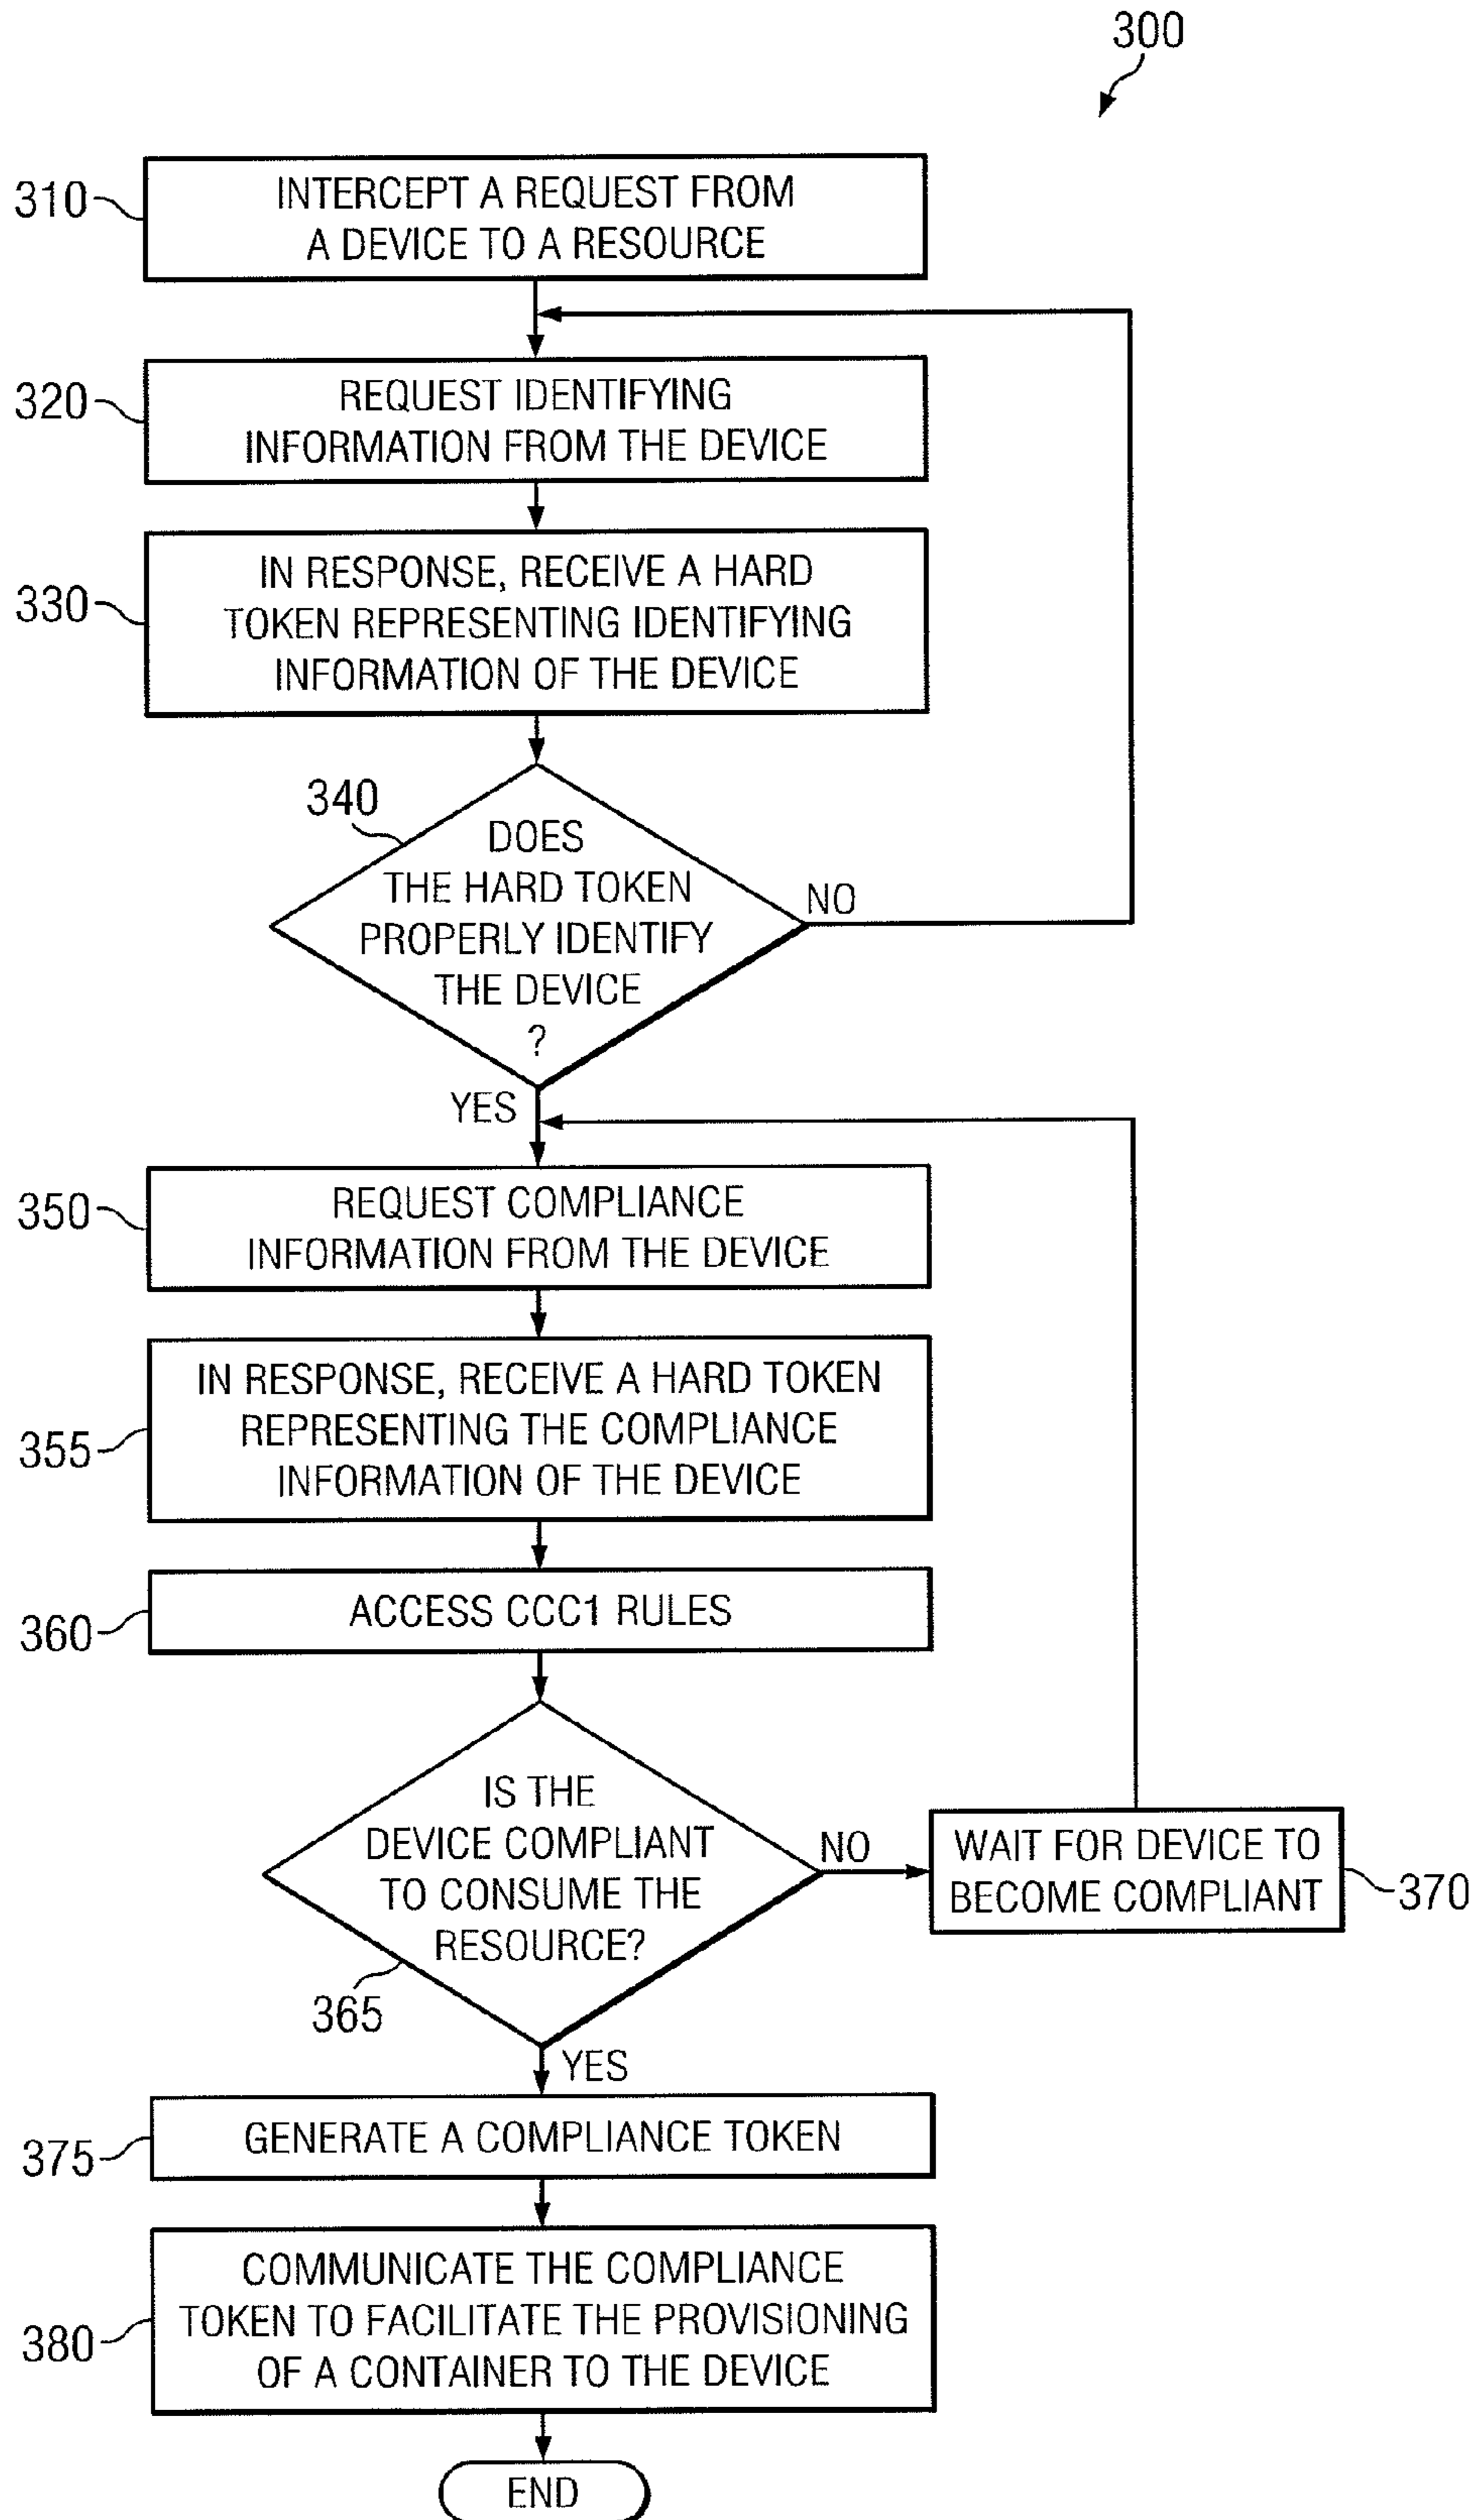 300
310
INTERCEPT A REQUEST FROM
A DEVICE TO A RESOURCE
320
REQUEST IDENTIFYING
INFORMATION FROM THE DEVICE
330
IN RESPONSE, RECEIVE A HARD
TOKEN REPRESENTING IDENTIFYING
INFORMATION OF THE DEVICE
340
DOES
THE HARD TOKEN
PROPERLY IDENTIFY
THE DEVICE
?
NO
YES
350
REQUEST COMPLIANCE
INFORMATION FROM THE DEVICE
355
IN RESPONSE, RECEIVE A HARD TOKEN
REPRESENTING THE COMPLIANCE
INFORMATION OF THE DEVICE
360
ACCESS CCC1 RULES
IS THE
DEVICE COMPLIANT
TO CONSUME THE
RESOURCE?
365
NO
WAIT FOR DEVICE TO
BECOME COMPLIANT
370
YES
375
GENERATE A COMPLIANCE TOKEN
380
COMMUNICATE THE COMPLIANCE
TOKEN TO FACILITATE THE PROVISIONING
OF A CONTAINER TO THE DEVICE
END